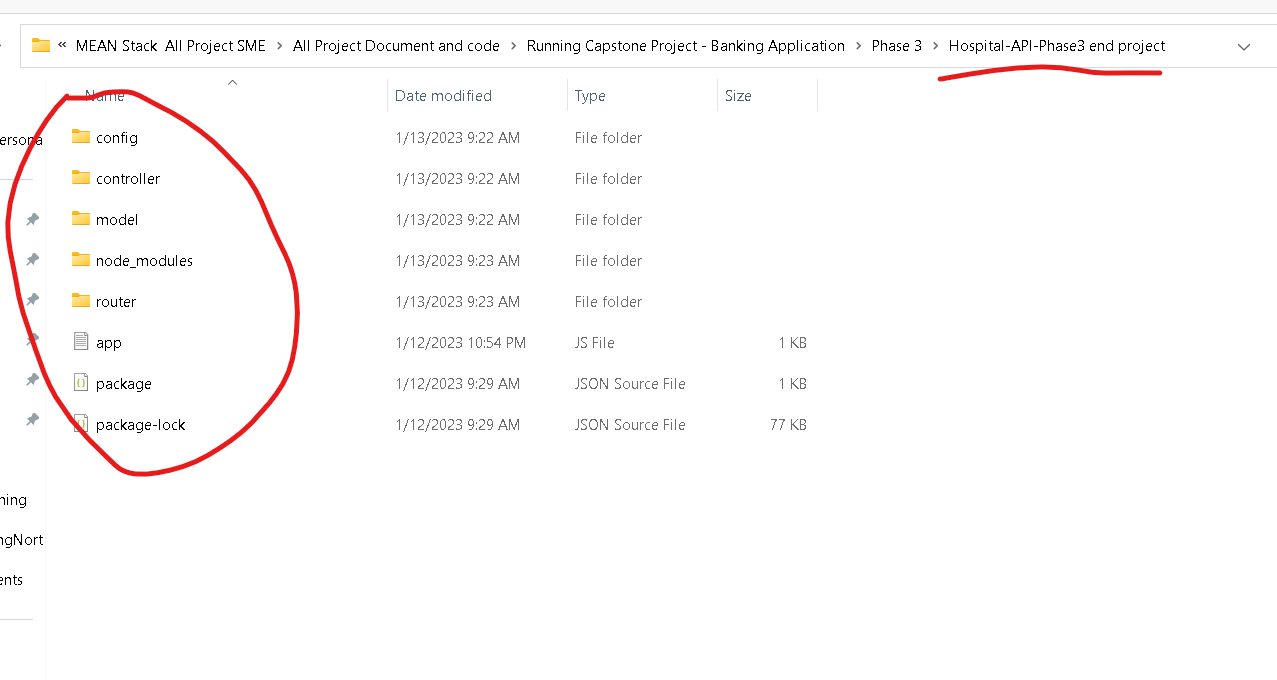 « MEAN Stack All Project SME > All Project Document and code > Running Capstone Project - Banking Application > Phase 3 > Hospital-API-Phase3 end project
Name Date modified Type Size
config 1/13/2023 9:22 AM File folder
controller 1/13/2023 9:22 AM File folder
model 1/13/2023 9:22 AM File folder
node_modules 1/13/2023 9:23 AM File folder
router 1/13/2023 9:23 AM File folder
app 1/12/2023 10:54 PM JS File 1 KB
package 1/12/2023 9:29 AM JSON Source File 1 KB
package-lock 1/12/2023 9:29 AM JSON Source File 77 KB